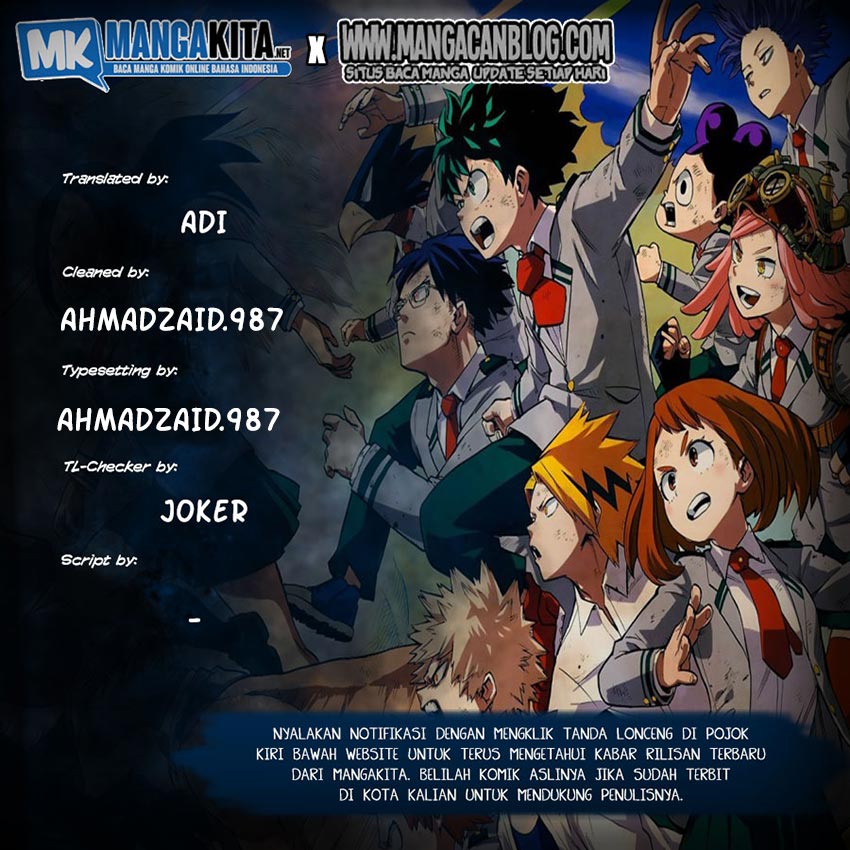 MK MANGAKITA.NET
BACA MANGA KOMIK ONLINE BAHASA INDONESIA
X
WWW.MANGACANBLOG.COM
SITUS BACA MANGA UPDATE SETIAP HARI
Translated by:
ADI
Cleaned by:
AHMADZAID.987
Typesetting by:
AHMADZAID.987
TL-Checker by:
JOKER
Script by:
-
NYALAKAN NOTIFIKASI DENGAN MENGKLIK TANDA LONCENG DI POJOK
KIRI BAWAH WEBSITE UNTUK TERUS MENGETAHUI KABAR RILISAN TERBARU
DARI MANGAKITA. BELILAH KOMIK ASLINYA JIKA SUDAH TERBIT
DI KOTA KALIAN UNTUK MENDUKUNG PENULISNYA.